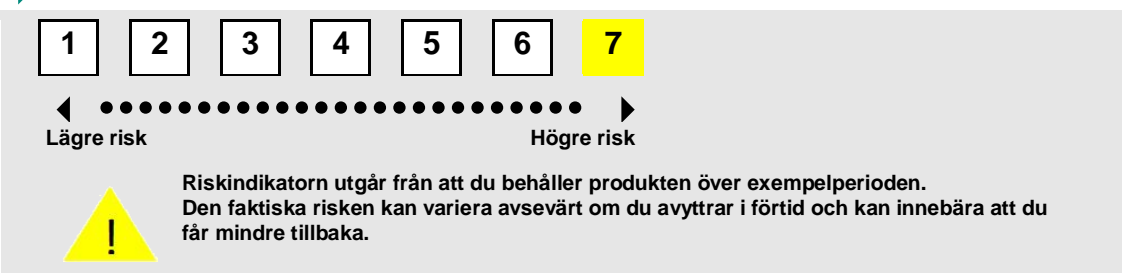 1 2 3 4 5 6 7
Lägre risk Högre risk
Riskindikatorn utgår från att du behåller produkten över exempelperioden.
Den faktiska risken kan variera avsevärt om du avyttrar i förtid och kan innebära att du
får mindre tillbaka.
!